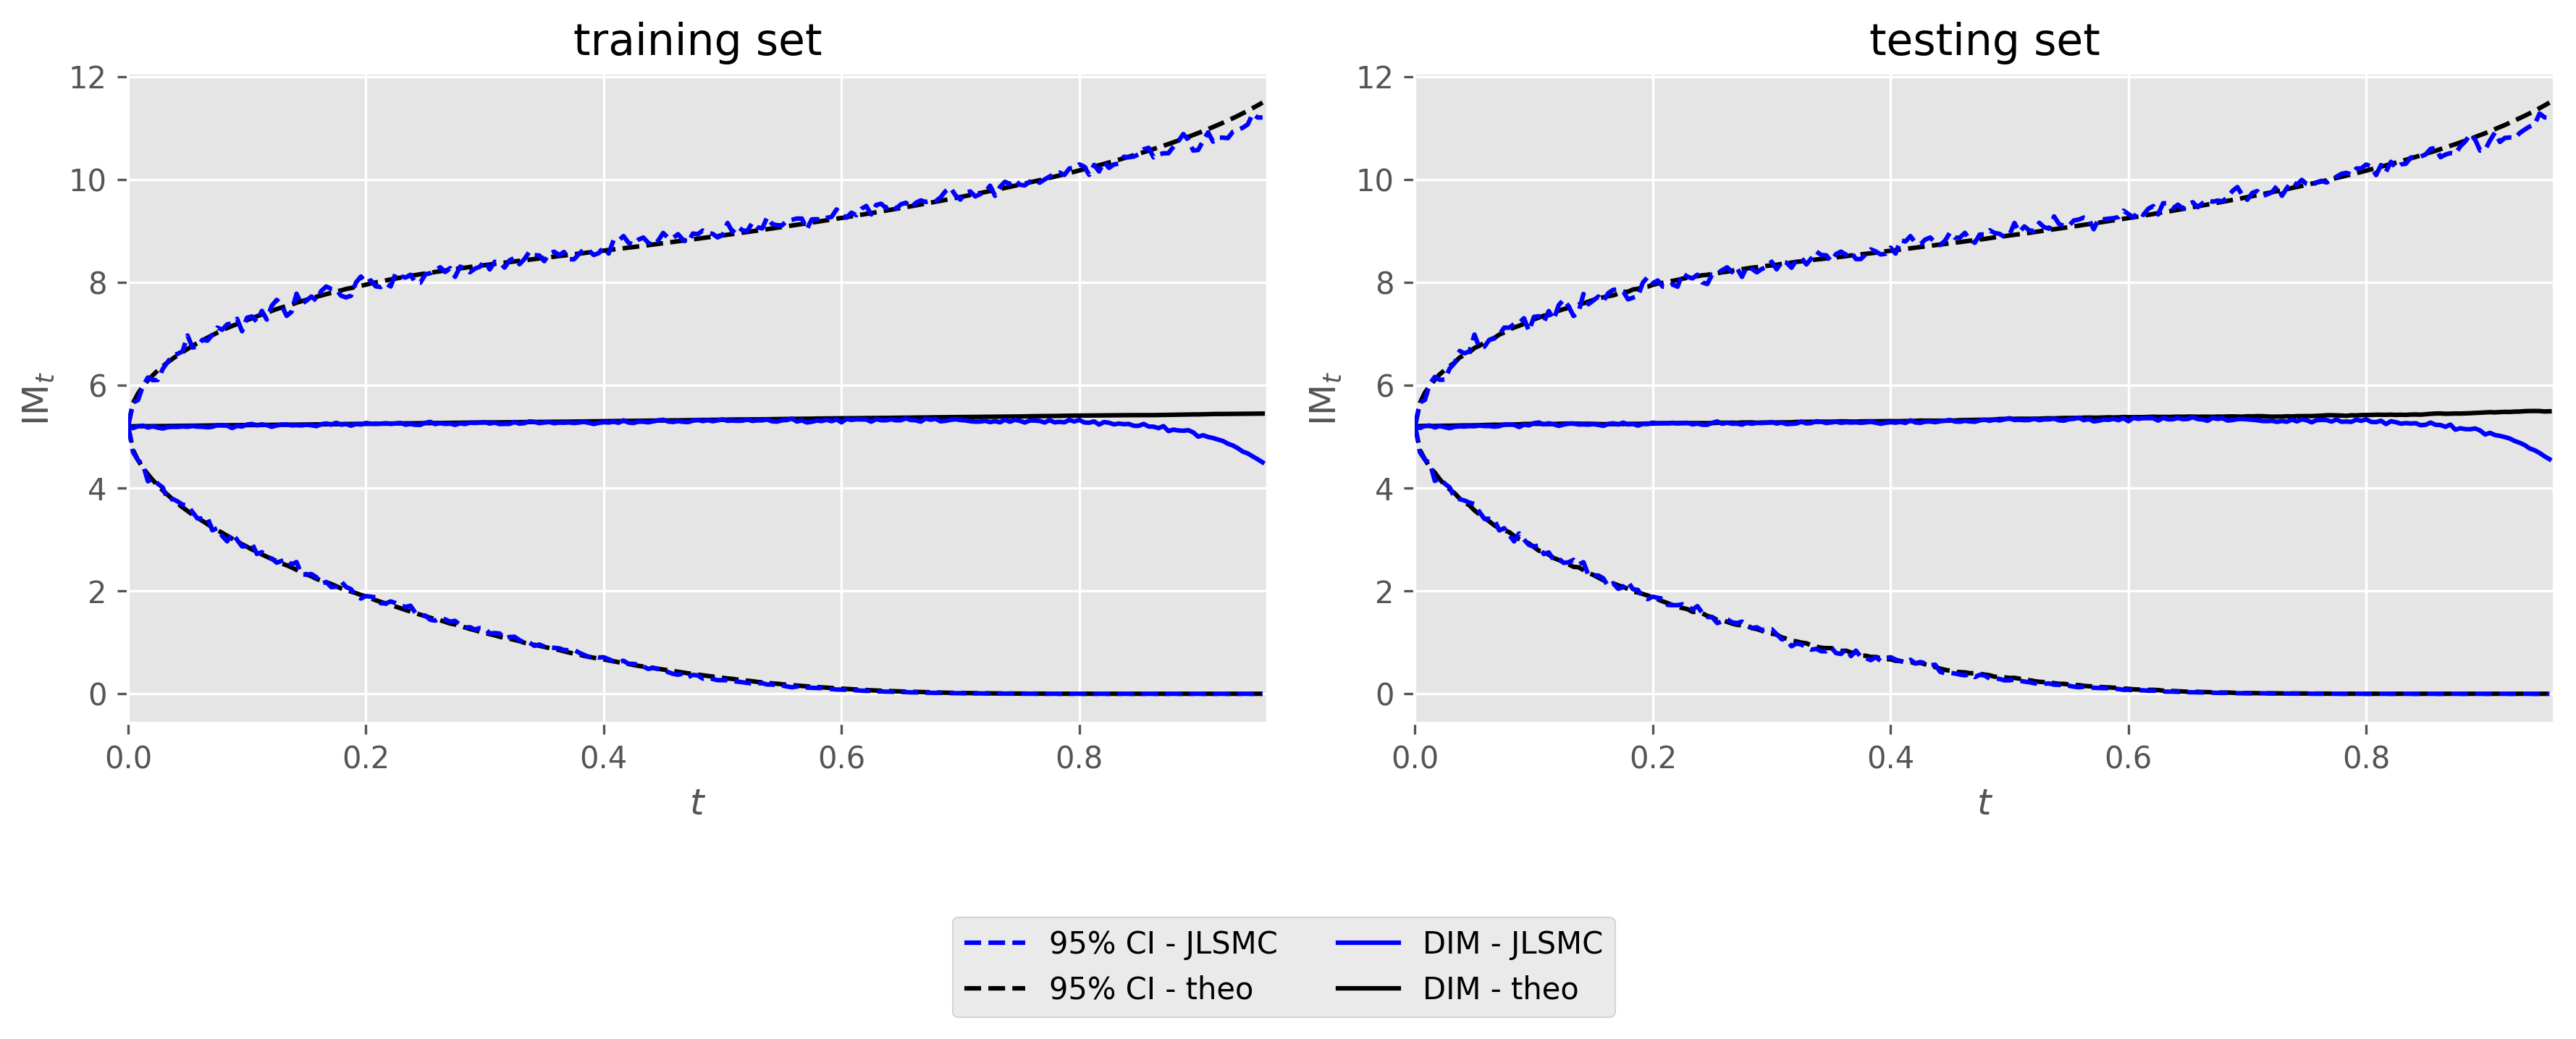 training set
testing set
12
10
8
6
4
2
0
IM_t
0.0 0.2 0.4 0.6 0.8
t
12
10
8
6
4
2
0
IM_t
0.0 0.2 0.4 0.6 0.8
t
95% CI - JLSMC
95% CI - theo
DIM - JLSMC
DIM - theo